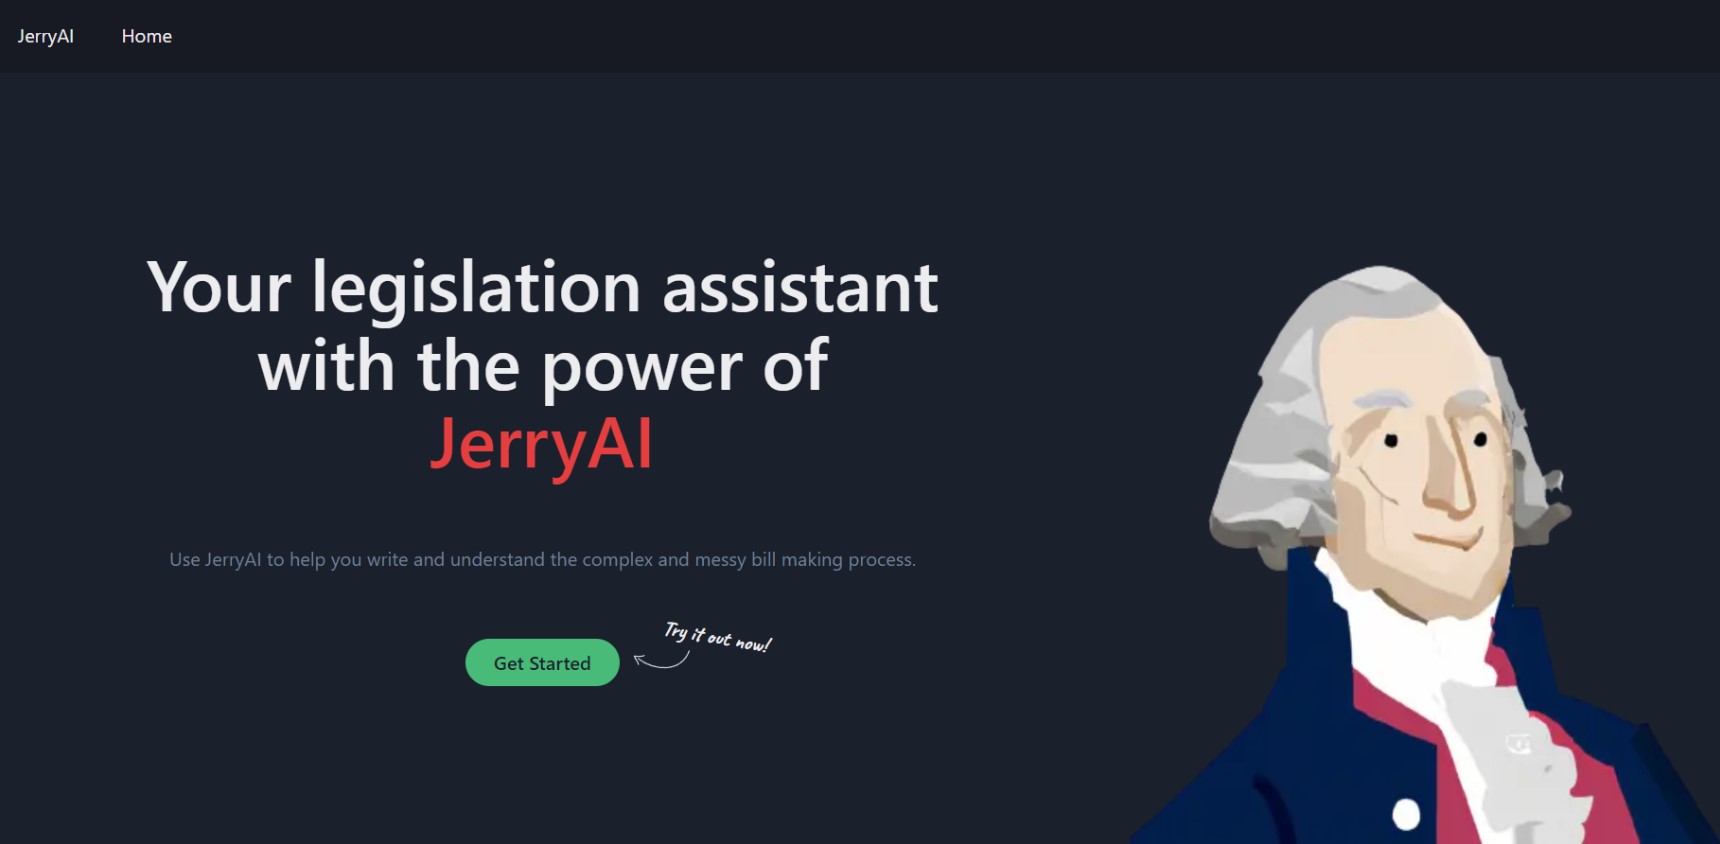 JerryAI Home
Your legislation assistant
with the power of
JerryAI
Use JerryAI to help you write and understand the complex and messy bill making process.
Try it out now!
Get Started